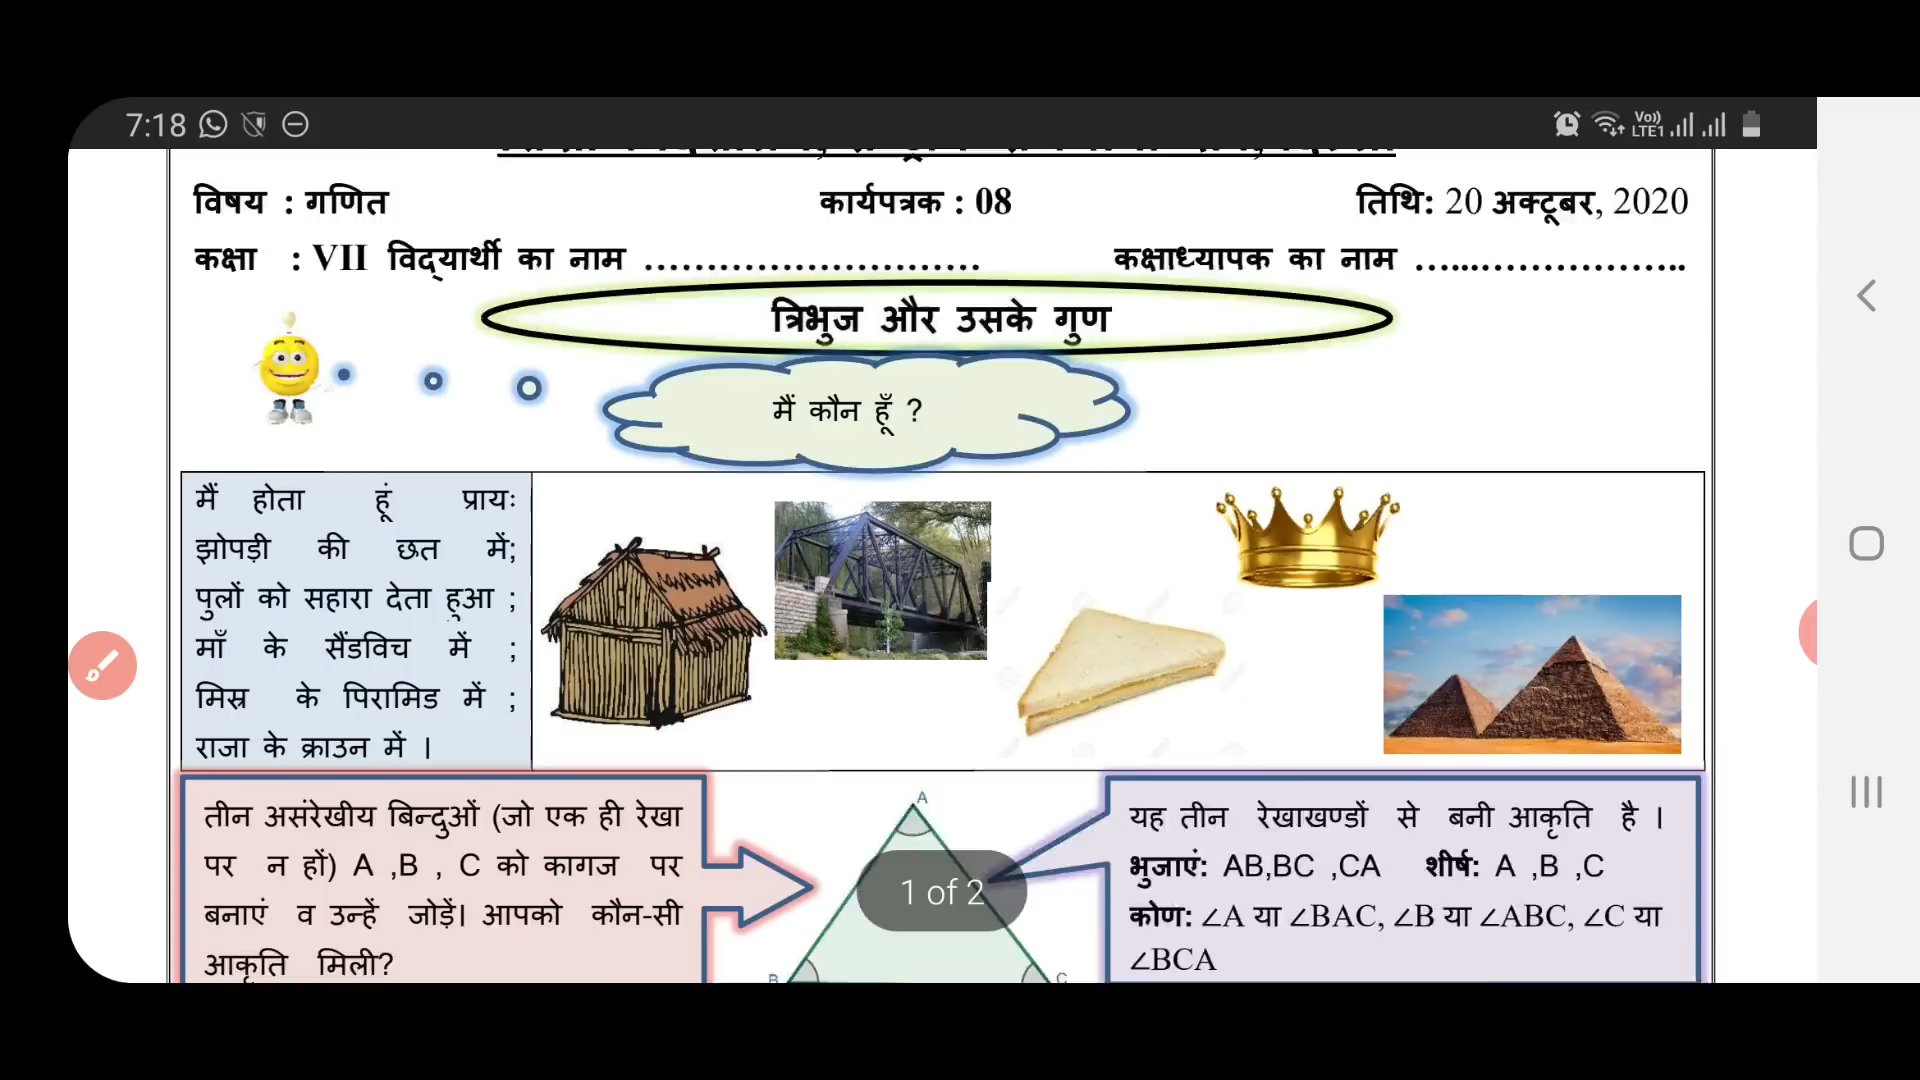 7:18
Vo)) LTE1
विषय : गणित कार्यपत्रक : 08 तिथि: 20 अक्टूबर, 2020
कक्षा : VII विद्यार्थी का नाम ............................ कक्षाध्यापक का नाम ........................
त्रिभुज और उसके गुण
मैं कौन हूँ ?
मैं होता हूं प्रायः
झोपड़ी की छत में;
पुलों को सहारा देता हुआ ;
माँ के सैंडविच में ;
मिस्र के पिरामिड में ;
राजा के क्राउन में ।
तीन असंरेखीय बिन्दुओं (जो एक ही रेखा
पर न हों) A ,B , C को कागज पर
बनाएं व उन्हें जोड़ें। आपको कौन-सी
आकृति मिली?
A
1 of 2
B
C
यह तीन रेखाखण्डों से बनी आकृति है ।
भुजाएं: AB,BC ,CA शीर्ष: A ,B ,C
कोण: ∠A या ∠BAC, ∠B या ∠ABC, ∠C या
∠BCA